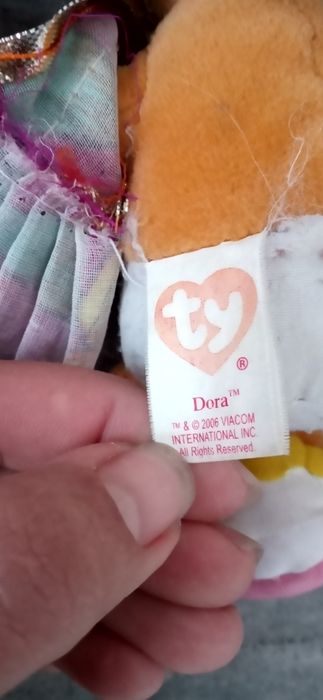 ty®
Dora™
™ & © 2006 VIACOM
INTERNATIONAL INC.
All Rights Reserved.